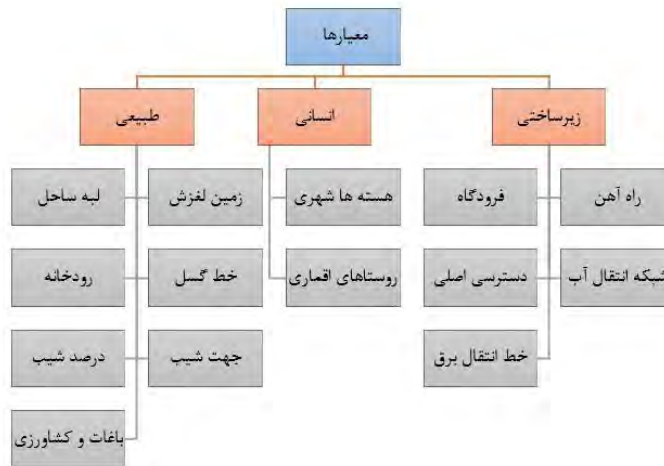 معیارها
زیرساختی
انسانی
طبیعی
راه آهن
فرودگاه
شبکه انتقال آب
دسترسی اصلی
خط انتقال برق
هسته ها شهری
روستاهای اقماری
زمین لغزش
لبه ساحل
خط گسل
رودخانه
جهت شیب
درصد شیب
باغات و کشاورزی